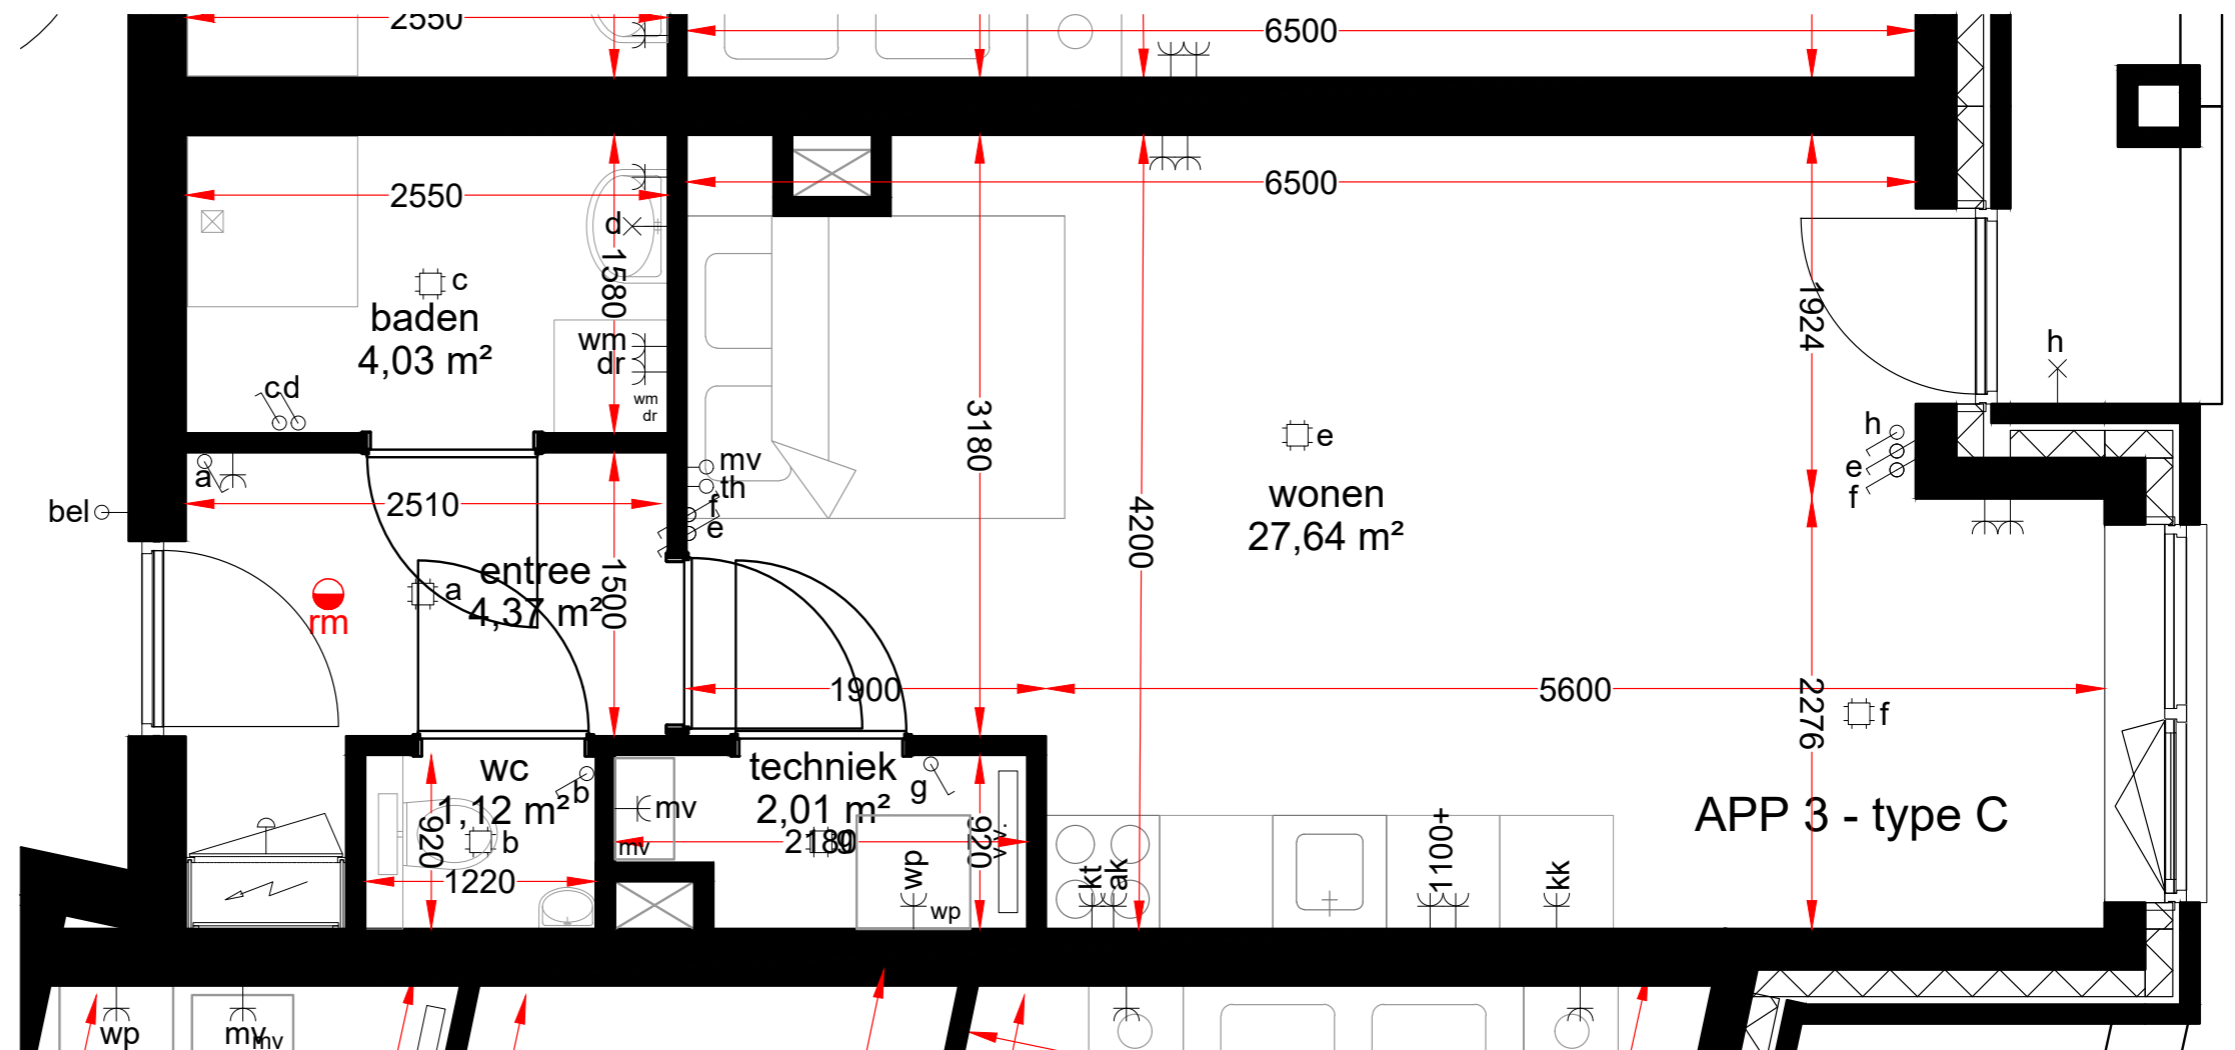 2550
6500
2550
6500
d
1580
c
baden
4,03 m²
1924
h
wm
dr
wm
dr
cd
3180
e
h
mv
th
f
e
a
e
f
wonen
27,64 m²
bel
2510
4200
entree
4,37 m²
a
1500
rm
1900
5600
2276
f
wc
1,12 m²
b
b
920
1220
techniek
2,01 m²
g
mv
mv
2180
g
920
v.v.
wp
wp
kt
ak
1100+
kk
APP 3 - type C
wp
mv
mv